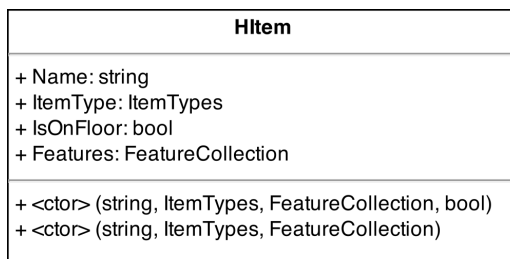 HItem
+ Name: string
+ ItemType: ItemTypes
+ IsOnFloor: bool
+ Features: FeatureCollection
+ <ctor> (string, ItemTypes, FeatureCollection, bool)
+ <ctor> (string, ItemTypes, FeatureCollection)